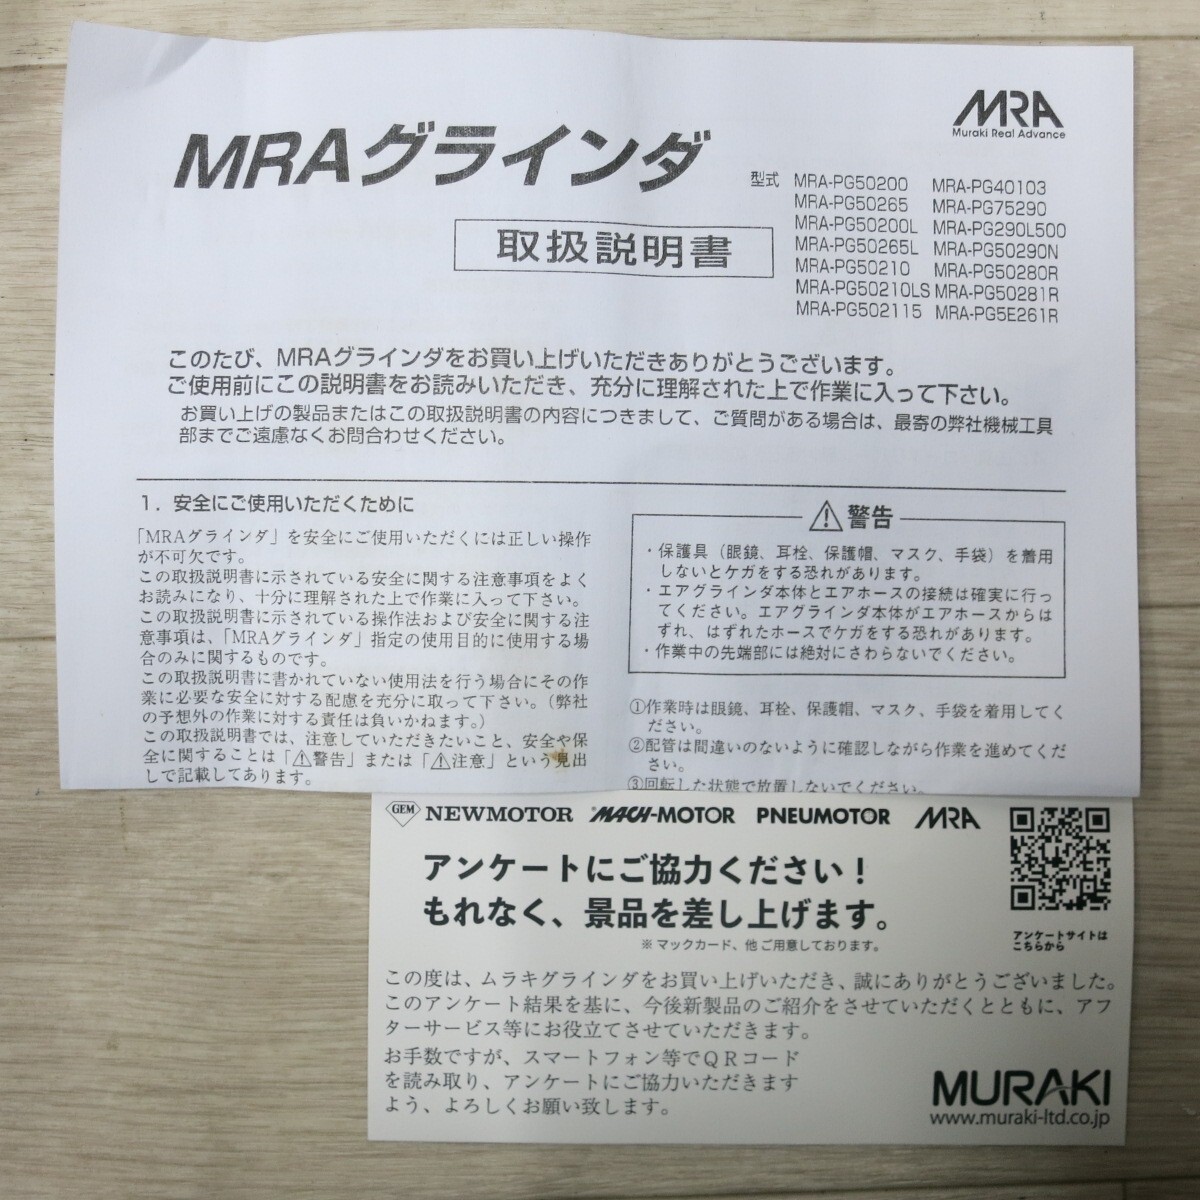 MRA
Muraki Real Advance
MRAグラインダ
取扱説明書
型式 MRA-PG50200 MRA-PG40103
MRA-PG50265 MRA-PG75290
MRA-PG50200L MRA-PG290L500
MRA-PG50265L MRA-PG50290N
MRA-PG50210 MRA-PG50280R
MRA-PG50210LS MRA-PG50281R
MRA-PG502115 MRA-PG5E261R
このたび、MRAグラインダをお買い上げいただきありがとうございます。
ご使用前にこの説明書をお読みいただき、充分に理解された上で作業に入って下さい。
お買い上げの製品またはこの取扱説明書の内容につきまして、ご質問がある場合は、最寄の弊社機械工具
部までご遠慮なくお問合わせください。
1. 安全にご使用いただくために
「MRAグラインダ」を安全にご使用いただくには正しい操作
が不可欠です。
この取扱説明書に示されている安全に関する注意事項をよく
お読みになり、十分に理解された上で作業に入って下さい。
この取扱説明書に示されている操作法および安全に関する注
意事項は、「MRAグラインダ」指定の使用目的に使用する場
合のみに関するものです。
この取扱説明書に書かれていない使用法を行う場合にその作
業に必要な安全に対する配慮を充分に取って下さい。（弊社
の予想外の作業に対する責任は負いかねます。）
この取扱説明書では、注意していただきたいこと、安全や保
全に関することは「⚠警告」または「⚠注意」という見出
しで記載してあります。
⚠警告
・保護具（眼鏡、耳栓、保護帽、マスク、手袋）を着用
しないとケガをする恐れがあります。
・エアグラインダ本体とエアホースの接続は確実に行っ
てください。エアグラインダ本体がエアホースからは
ずれ、はずれたホースでケガをする恐れがあります。
・作業中の先端部には絶対にさわらないでください。
①作業時は眼鏡、耳栓、保護帽、マスク、手袋を着用してく
ださい。
②配管は間違いのないように確認しながら作業を進めてくだ
さい。
③回転した状態で放置しないでください。
GEM NEWMOTOR MACH-MOTOR PNEUMOTOR MRA
アンケートにご協力ください！
もれなく、景品を差し上げます。
※ マックカード、他 ご用意しております。
アンケートサイトは
こちらから
この度は、ムラキグラインダをお買い上げいただき、誠にありがとうございました。
このアンケート結果を基に、今後新製品のご紹介をさせていただくとともに、アフ
ターサービス等にお役立てさせていただきます。
お手数ですが、スマートフォン等でQRコード
を読み取り、アンケートにご協力いただきます
よう、よろしくお願い致します。
MURAKI
www.muraki-ltd.co.jp